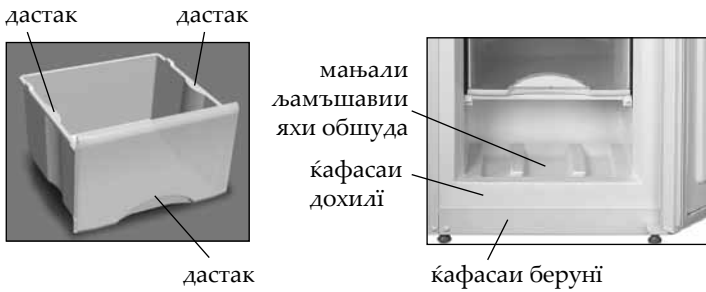 дастак
дастак
дастак
мањали
љамъшавии
яхи обшуда
ќафасаи
дохилї
ќафасаи берунї